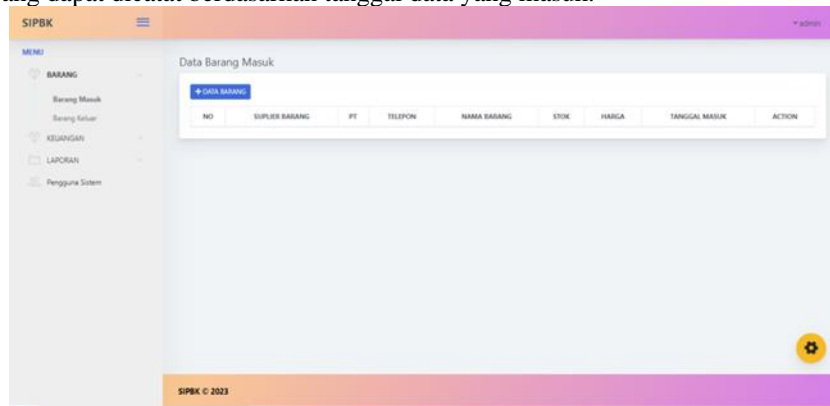 ang dapat dicetak berdasarkan tanggal data yang masuk.
SIPBK
admin
MENU
BARANG
Barang Masuk
Barang Keluar
KEUANGAN
LAPORAN
Pengguna Sistem
Data Barang Masuk
+ DATA BARANG
NO SUPLIER BARANG PT TELEPON NAMA BARANG STOK HARGA TANGGAL MASUK ACTION
SIPBK © 2023